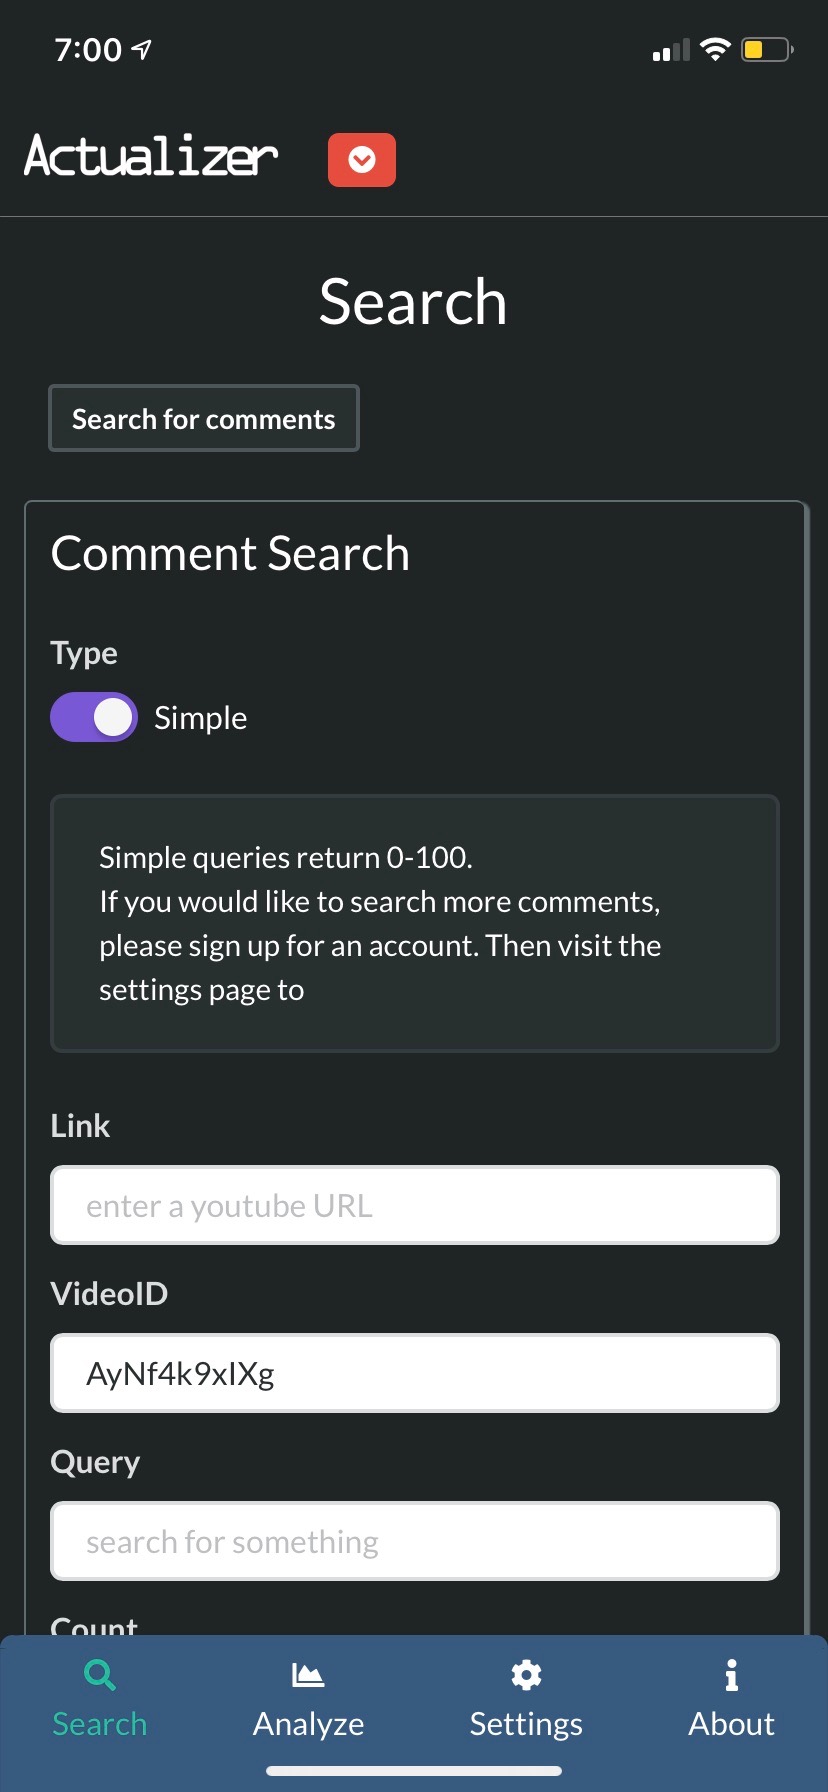 7:00
Actualizer
Search
Search for comments
Comment Search
Type
Simple
Simple queries return 0-100.
If you would like to search more comments,
please sign up for an account. Then visit the
settings page to
Link
enter a youtube URL
VideoID
AyNf4k9xIXg
Query
search for something
Count
Search
Analyze
Settings
About